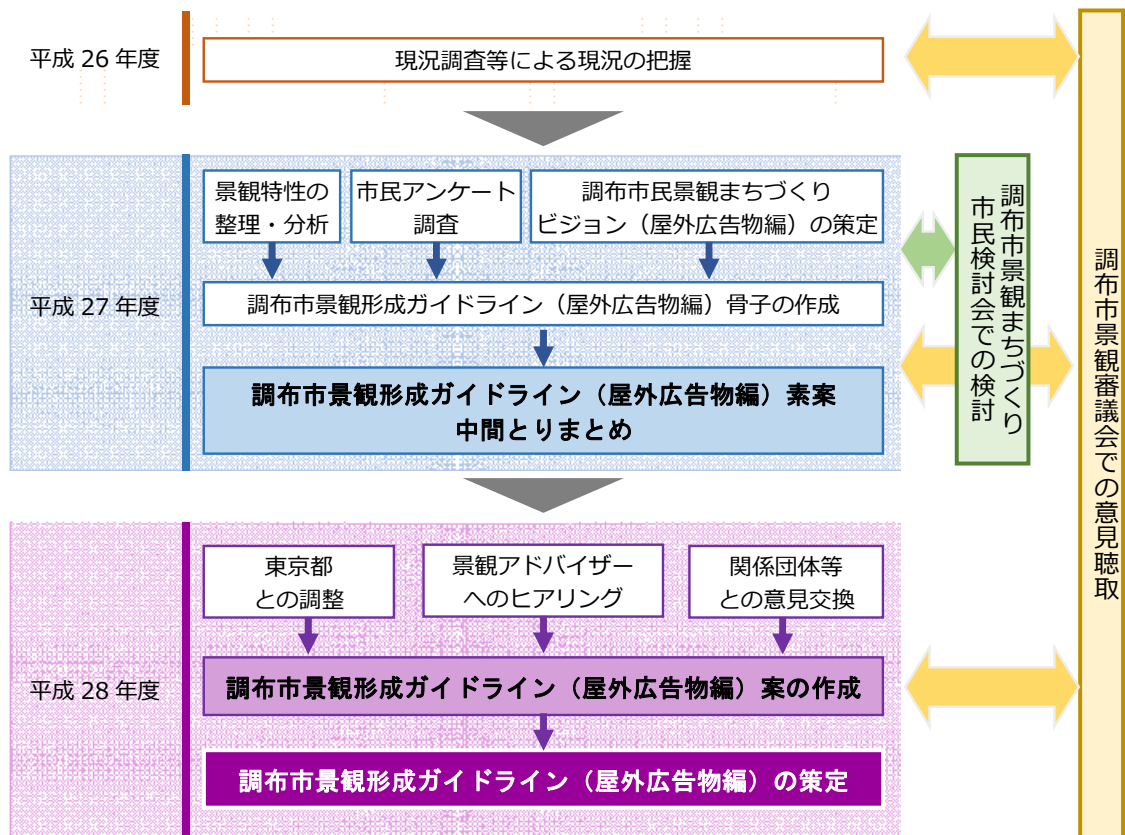 平成 26 年度
現況調査等による現況の把握
平成 27 年度
景観特性の
整理・分析
市民アンケート
調査
調布市民景観まちづくり
ビジョン（屋外広告物編）の策定
調布市景観形成ガイドライン（屋外広告物編）骨子の作成
調布市景観形成ガイドライン（屋外広告物編）素案
中間とりまとめ
調布市景観まちづくり
市民検討会での検討
調布市景観審議会での意見聴取
平成 28 年度
東京都
との調整
景観アドバイザー
へのヒアリング
関係団体等
との意見交換
調布市景観形成ガイドライン（屋外広告物編）案の作成
調布市景観形成ガイドライン（屋外広告物編）の策定